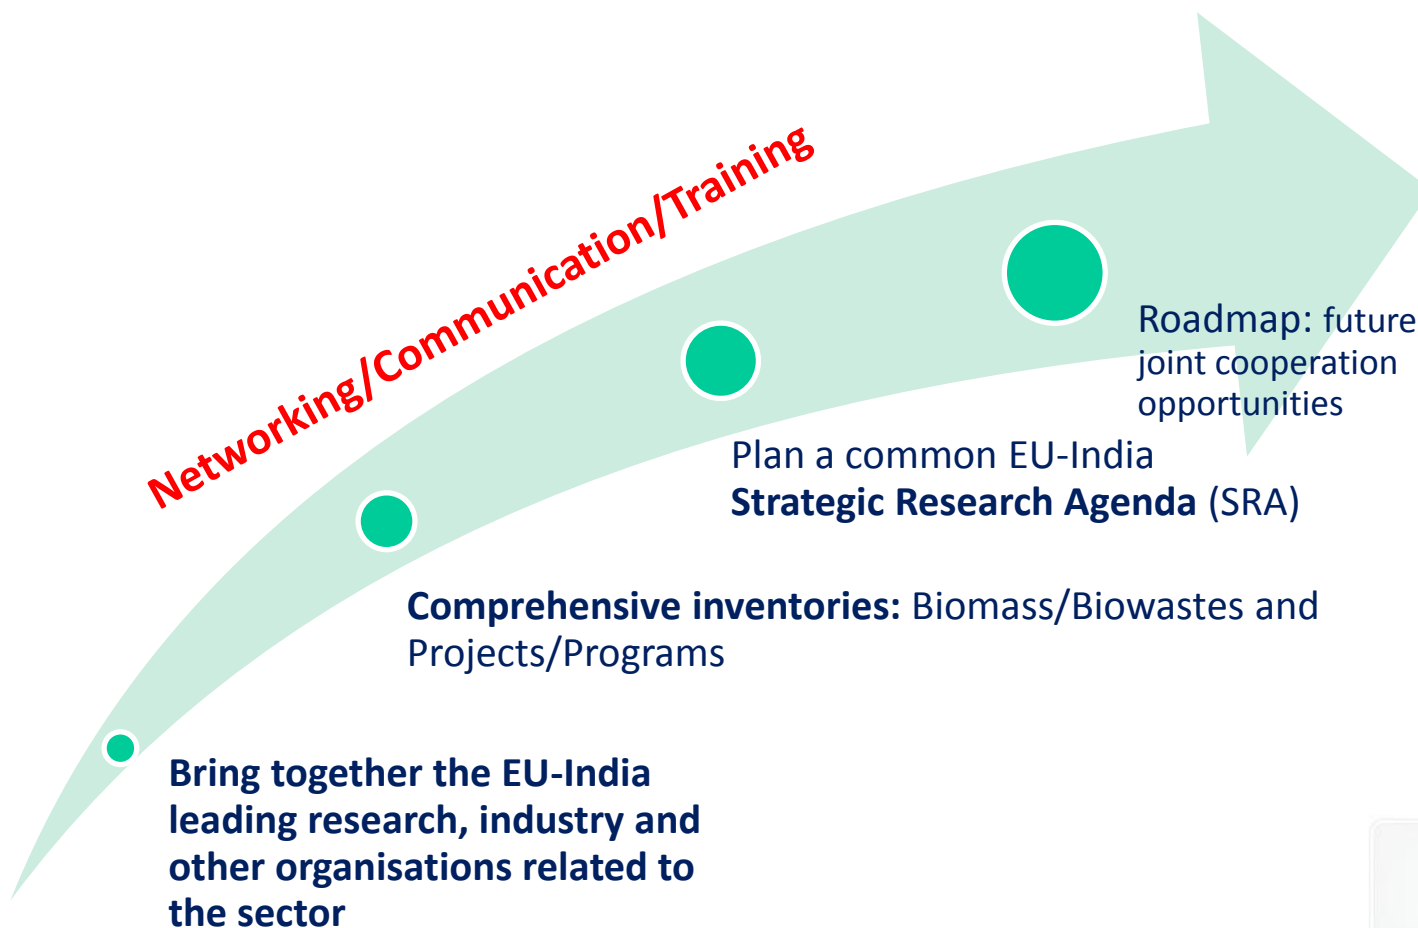 Networking/Communication/Training
Roadmap: future
joint cooperation
opportunities
Plan a common EU-India
Strategic Research Agenda (SRA)
Comprehensive inventories: Biomass/Biowastes and
Projects/Programs
Bring together the EU-India
leading research, industry and
other organisations related to
the sector